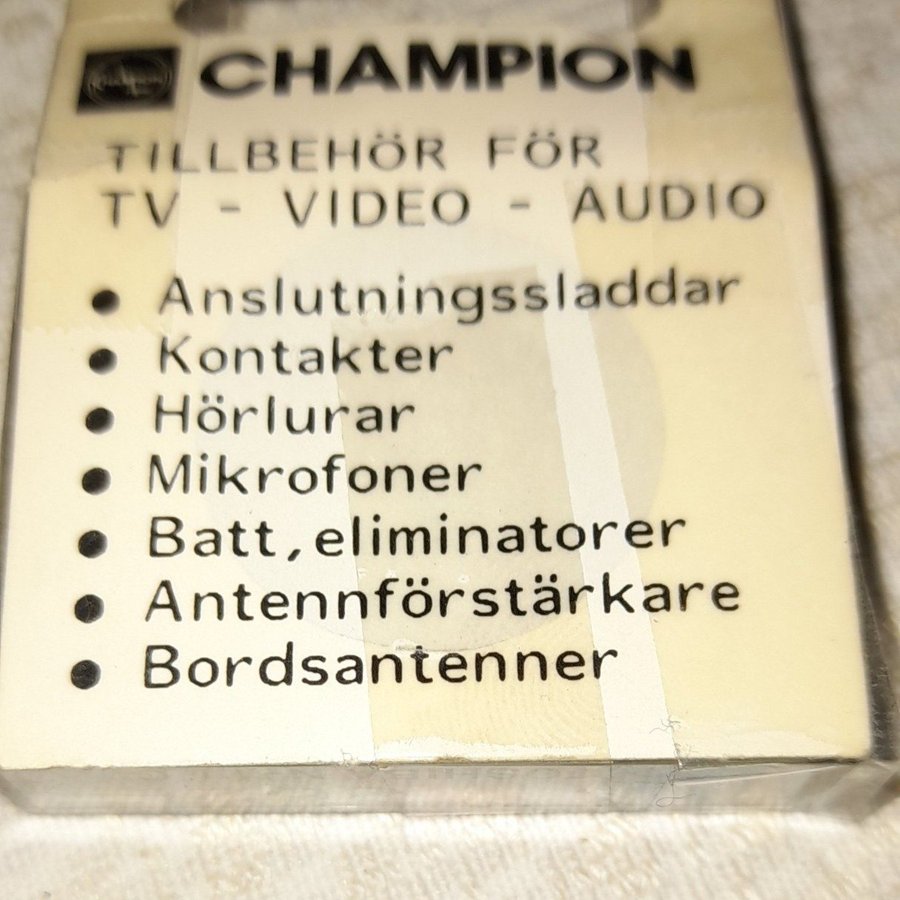 CHAMPION
TILLBEHÖR FÖR
TV - VIDEO - AUDIO
• Anslutningssladdar
• Kontakter
• Hörlurar
• Mikrofoner
• Batt,eliminatorer
• Antennförstärkare
• Bordsantenner